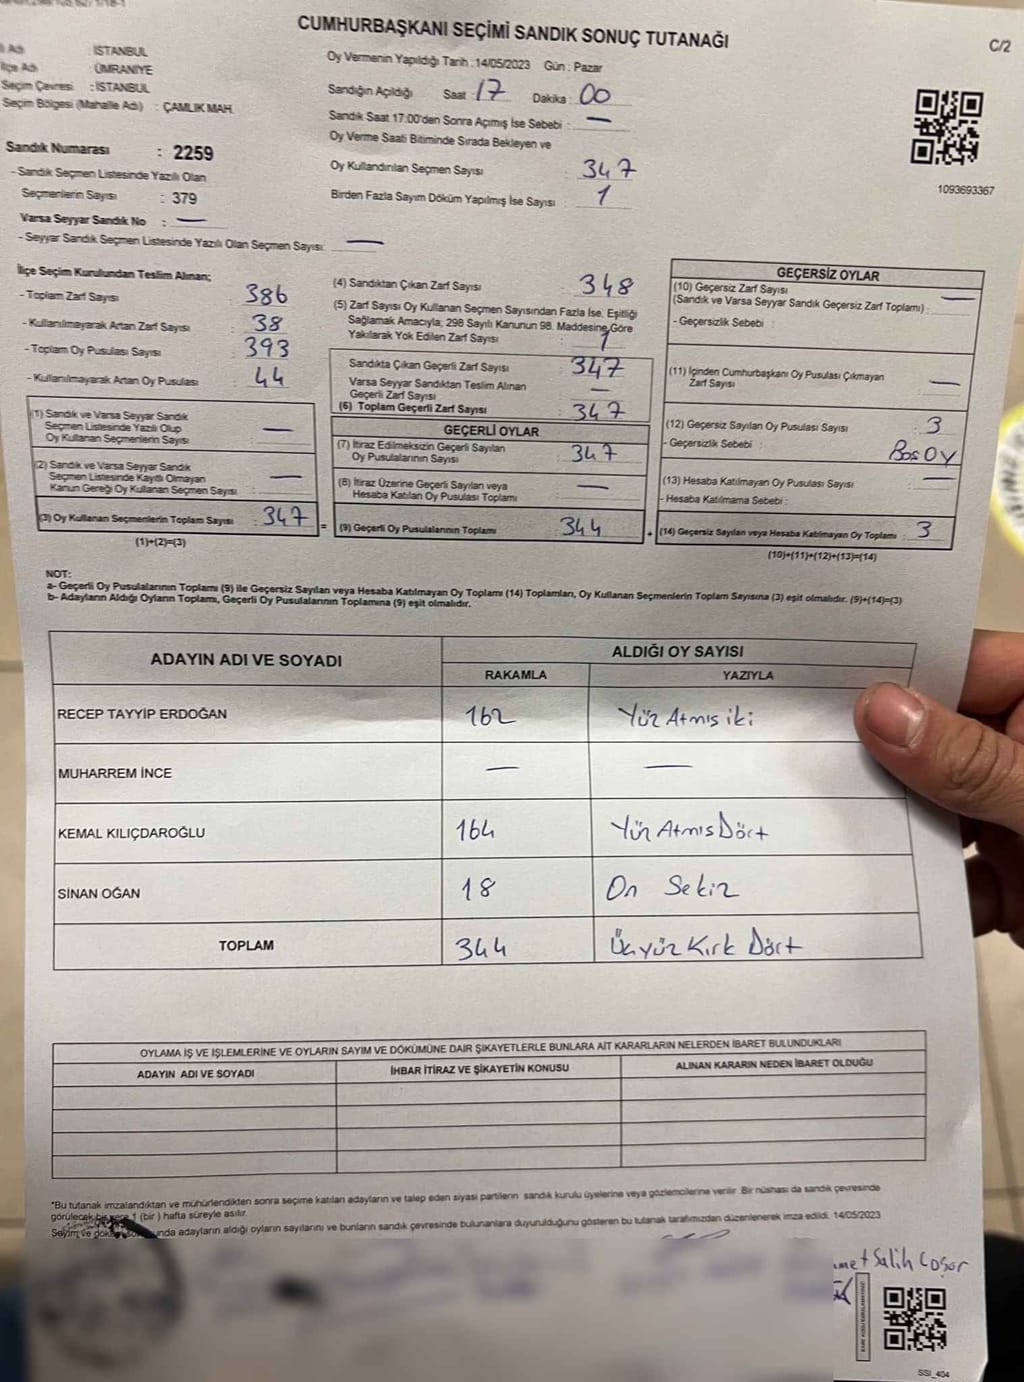 CUMHURBAŞKANI SEÇİMİ SANDIK SONUÇ TUTANAĞI
C/2
İl Adı : İSTANBUL
İlçe Adı : ÜMRANİYE
Seçim Çevresi : İSTANBUL
Seçim Bölgesi (Mahalle Adı) : ÇAMLIK MAH.
Sandık Numarası : 2259
- Sandık Seçmen Listesinde Yazılı Olan
Seçmenlerin Sayısı : 379
Varsa Seyyar Sandık No : —
- Seyyar Sandık Seçmen Listesinde Yazılı Olan Seçmen Sayısı: —
Oy Vermenin Yapıldığı Tarih : 14/05/2023 Gün : Pazar
Sandığın Açıldığı Saat : 17 Dakika : 00
Sandık Saat 17:00'den Sonra Açımış İse Sebebi : —
Oy Verme Saati Bitiminde Sırada Bekleyen ve
Oy Kullandırılan Seçmen Sayısı : 347
Birden Fazla Sayım Döküm Yapılmış İse Sayısı : 1
1093693367
İlçe Seçim Kurulundan Teslim Alınan;
- Toplam Zarf Sayısı : 386
- Kullanılmayarak Artan Zarf Sayısı : 38
- Toplam Oy Pusulası Sayısı : 393
- Kullanılmayarak Artan Oy Pusulası : 44
(1) Sandık ve Varsa Seyyar Sandık
Seçmen Listesinde Yazılı Olup
Oy Kullanan Seçmenlerin Sayısı : —
(2) Sandık ve Varsa Seyyar Sandık
Seçmen Listesinde Kayıtlı Olmayan
Kanun Gereği Oy Kullanan Seçmen Sayısı : —
(3) Oy Kullanan Seçmenlerin Toplam Sayısı : 347 =
(1)+(2)=(3)
(4) Sandıktan Çıkan Zarf Sayısı : 348
(5) Zarf Sayısı Oy Kullanan Seçmen Sayısından Fazla İse, Eşitliği
Sağlamak Amacıyla, 298 Sayılı Kanunun 98. Maddesine Göre
Yakılarak Yok Edilen Zarf Sayısı : 1
Sandıkta Çıkan Geçerli Zarf Sayısı : 347
Varsa Seyyar Sandıktan Teslim Alınan
Geçerli Zarf Sayısı : —
(6) Toplam Geçerli Zarf Sayısı : 347
GEÇERLİ OYLAR
(7) İtiraz Edilmeksizin Geçerli Sayılan
Oy Pusulalarının Sayısı : 347
(8) İtiraz Üzerine Geçerli Sayılan veya
Hesaba Katılan Oy Pusulası Toplamı : —
(9) Geçerli Oy Pusulalarının Toplamı : 344 +
GEÇERSİZ OYLAR
(10) Geçersiz Zarf Sayısı
(Sandık ve Varsa Seyyar Sandık Geçersiz Zarf Toplamı) : —
- Geçersizlik Sebebi :
(11) İçinden Cumhurbaşkanı Oy Pusulası Çıkmayan
Zarf Sayısı : —
(12) Geçersiz Sayılan Oy Pusulası Sayısı : 3
- Geçersizlik Sebebi : Boş OY
(13) Hesaba Katılmayan Oy Pusulası Sayısı : —
- Hesaba Katılmama Sebebi :
(14) Geçersiz Sayılan veya Hesaba Katılmayan Oy Toplamı : 3
(10)+(11)+(12)+(13)=(14)
NOT:
a- Geçerli Oy Pusulalarının Toplamı (9) ile Geçersiz Sayılan veya Hesaba Katılmayan Oy Toplamı (14) Toplamları, Oy Kullanan Seçmenlerin Toplam Sayısına (3) eşit olmalıdır. (9)+(14)=(3)
b- Adayların Aldığı Oyların Toplamı, Geçerli Oy Pusulalarının Toplamına (9) eşit olmalıdır.
ADAYIN ADI VE SOYADI ALDIĞI OY SAYISI
RAKAMLA YAZIYLA
RECEP TAYYİP ERDOĞAN 162 Yüz Atmış iki
MUHARREM İNCE — —
KEMAL KILIÇDAROĞLU 164 Yüz Atmış Dört
SİNAN OĞAN 18 On Sekiz
TOPLAM 344 Üçyüz Kırk Dört
OYLAMA İŞ VE İŞLEMLERİNE VE OYLARIN SAYIM VE DÖKÜMÜNE DAİR ŞİKAYETLERLE BUNLARA AİT KARARLARIN NELERDEN İBARET BULUNDUKLARI
ADAYIN ADI VE SOYADI İHBAR İTİRAZ VE ŞİKAYETİN KONUSU ALINAN KARARIN NEDEN İBARET OLDUĞU
*Bu tutanak imzalandıktan ve mühürlendikten sonra seçime katılan adayların ve talep eden siyasi partilerin sandık kurulu üyelerine veya gözlemcilerine verilir. Bir nüshası da sandık çevresinde
görülecek bir yere 1 (bir) hafta süreyle asılır.
Sayım ve döküm sonunda adayların aldığı oyların sayılarını ve bunların sandık çevresinde bulunanlara duyurulduğunu gösteren bu tutanak tarafımızdan düzenlenerek imza edildi. 14/05/2023
Salih Coşar
SSI_404